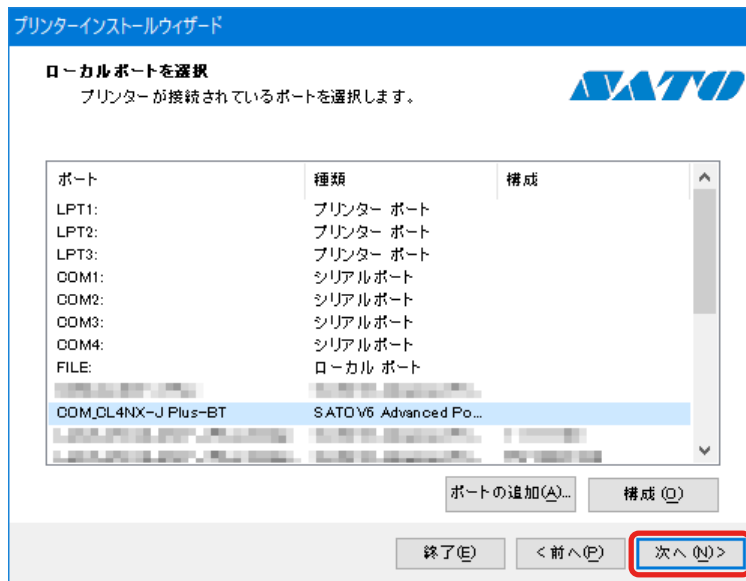 プリンターインストールウィザード
ローカルポートを選択
プリンターが接続されているポートを選択します。
SATO
ポート 種類 構成
LPT1: プリンター ポート
LPT2: プリンター ポート
LPT3: プリンター ポート
COM1: シリアルポート
COM2: シリアルポート
COM3: シリアルポート
COM4: シリアルポート
FILE: ローカル ポート
COM_CL4NX-J Plus-BT SATOV6 Advanced Po...
ポートの追加(A)... 構成(O)
終了(E) <前へ(P) 次へ(N)>